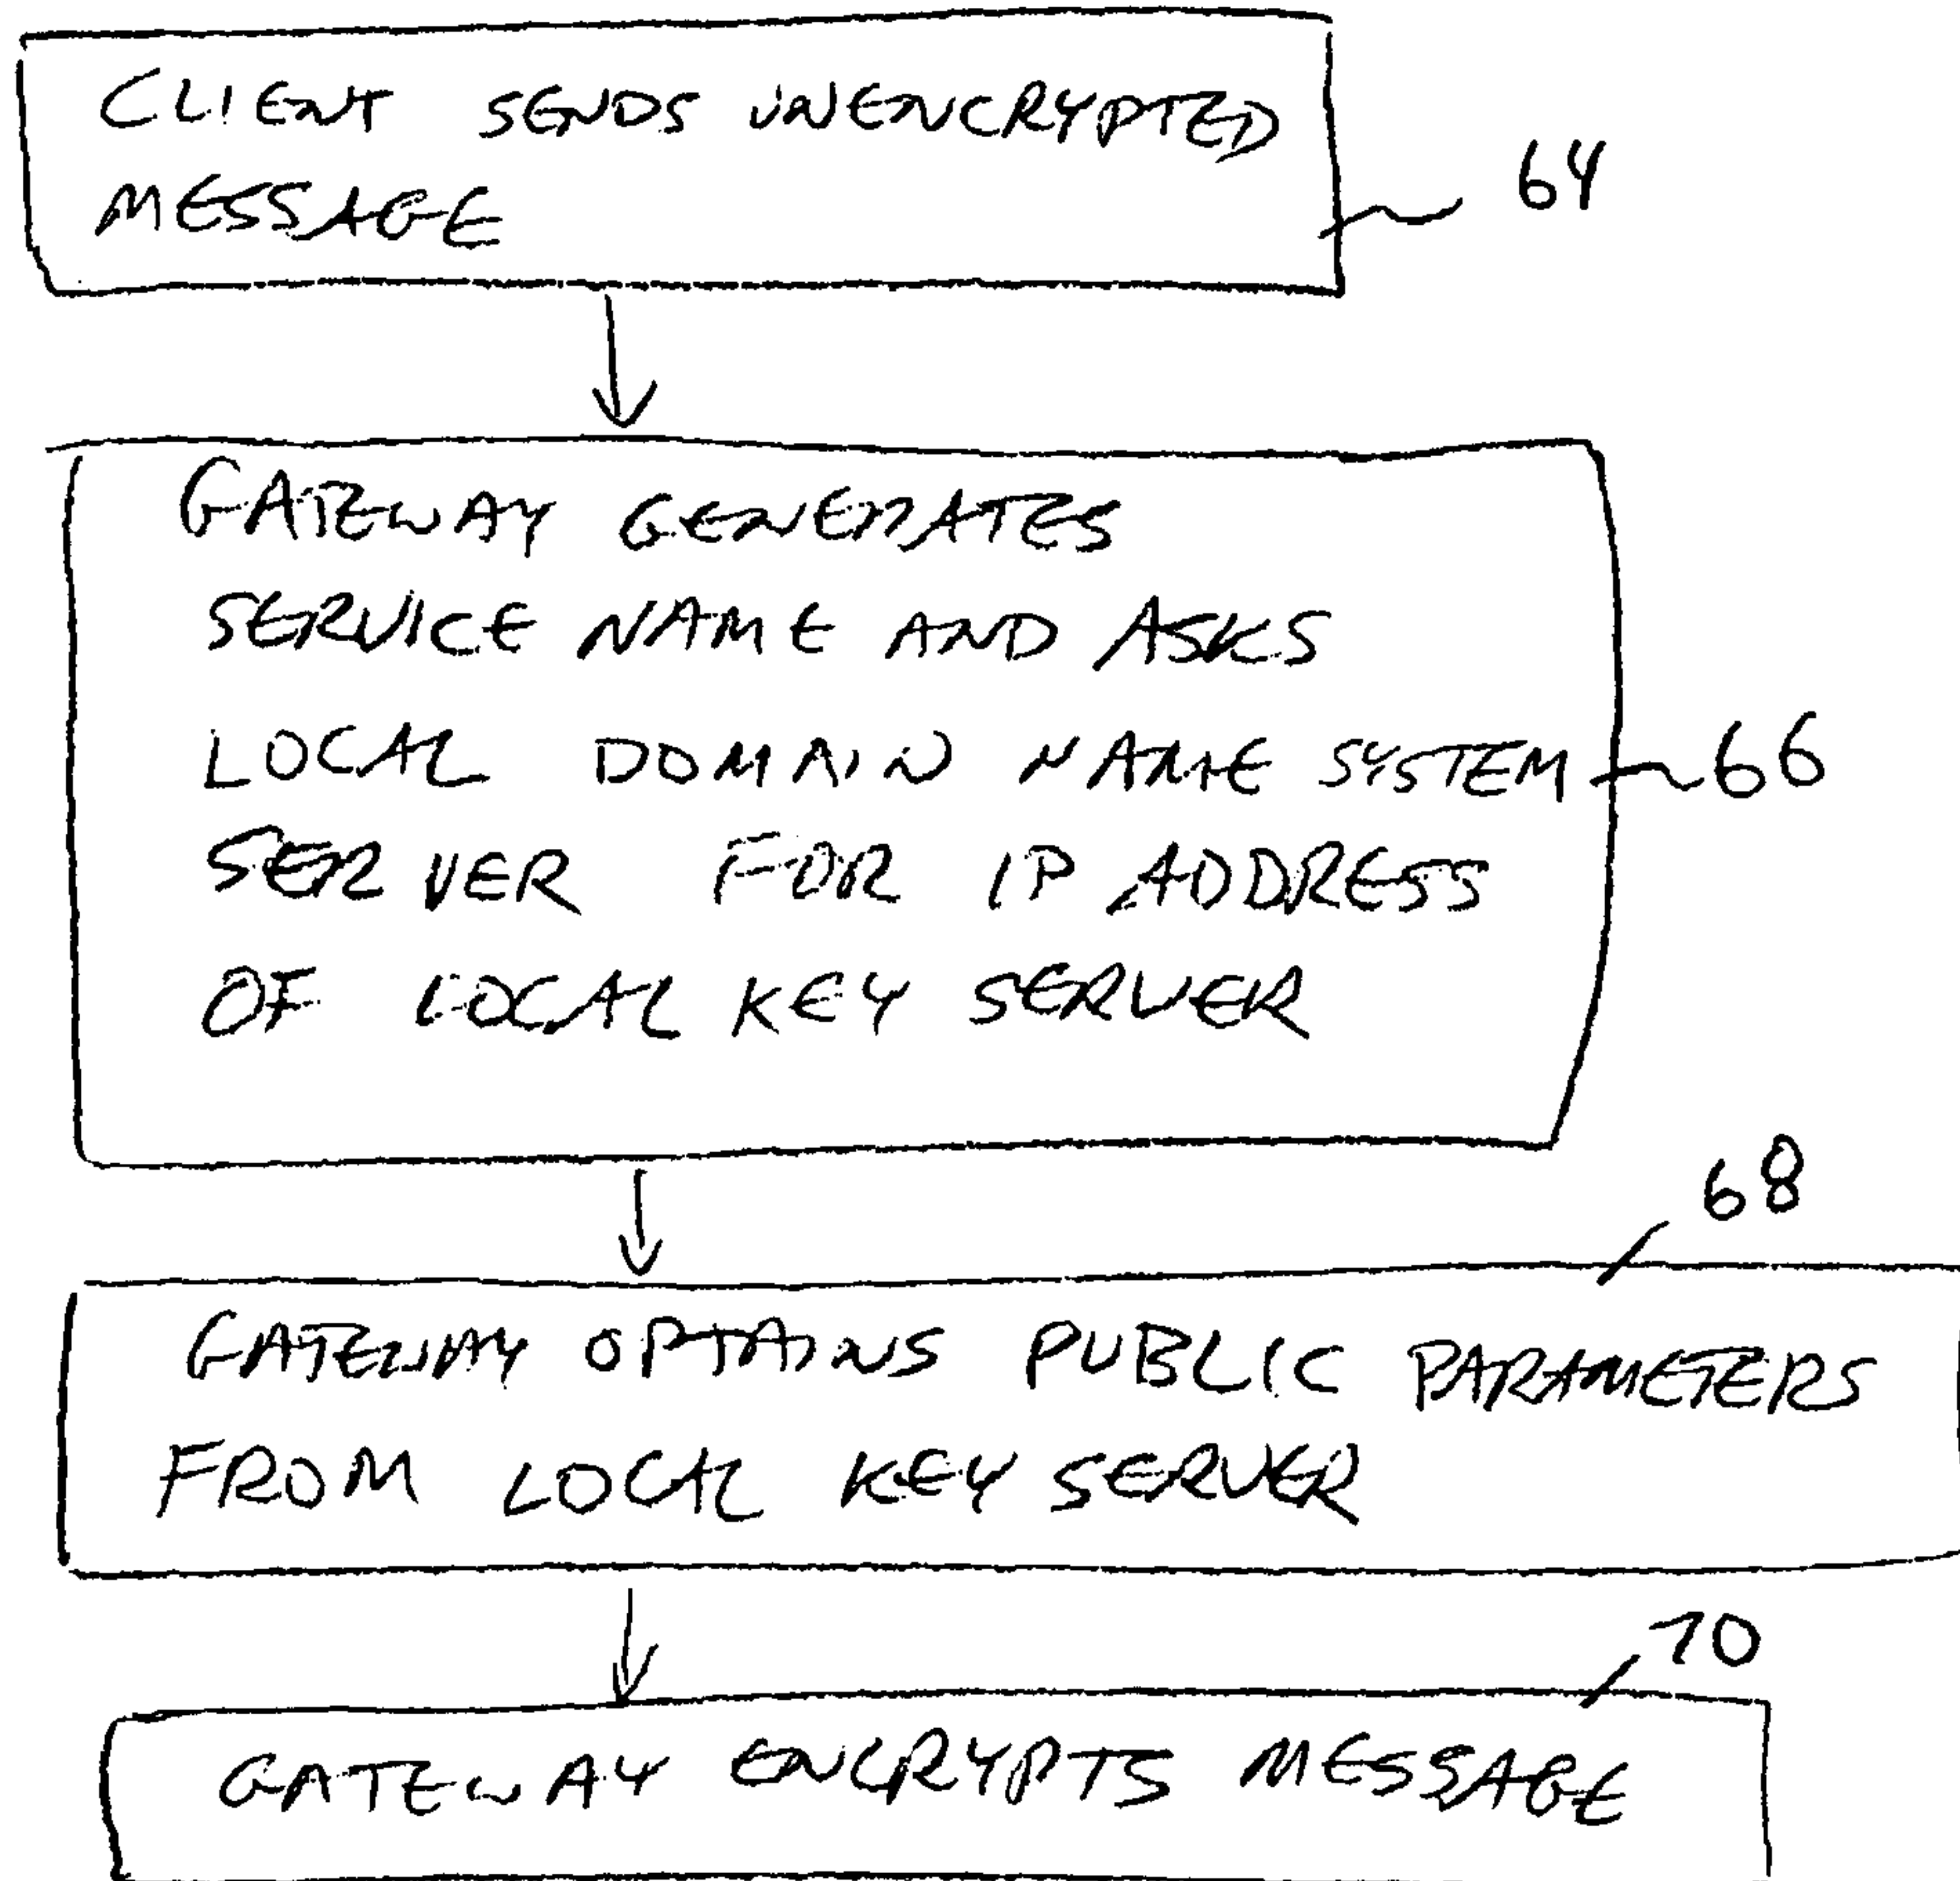 CLIENT SENDS UNENCRYPTED
MESSAGE
64
GATEWAY GENERATES
SERVICE NAME AND ASKS
LOCAL DOMAIN NAME SYSTEM
66
SERVER FOR IP ADDRESS
OF LOCAL KEY SERVER
68
GATEWAY OPTAINS PUBLIC PARAMETERS
FROM LOCAL KEY SERVER
70
GATEWAY ENCRYPTS MESSAGE